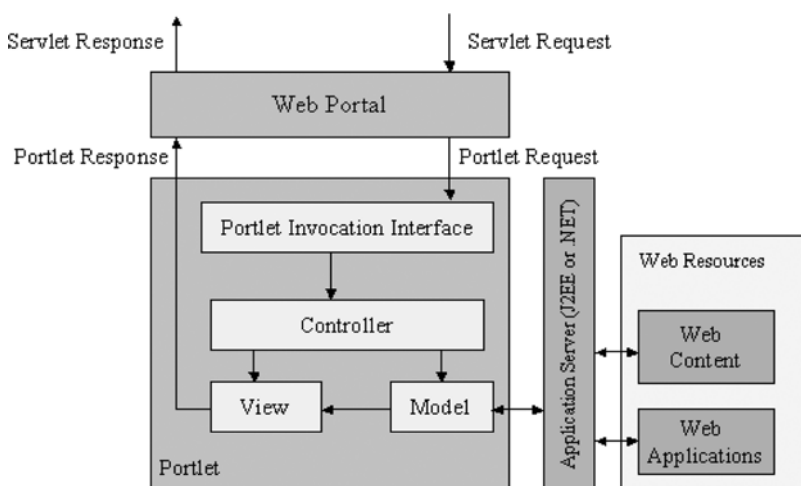 Servlet Response
Servlet Request
Web Portal
Portlet Response
Portlet Request
Portlet Invocation Interface
Controller
View
Model
Portlet
Application Server (J2EE or .NET)
Web Resources
Web
Content
Web
Applications